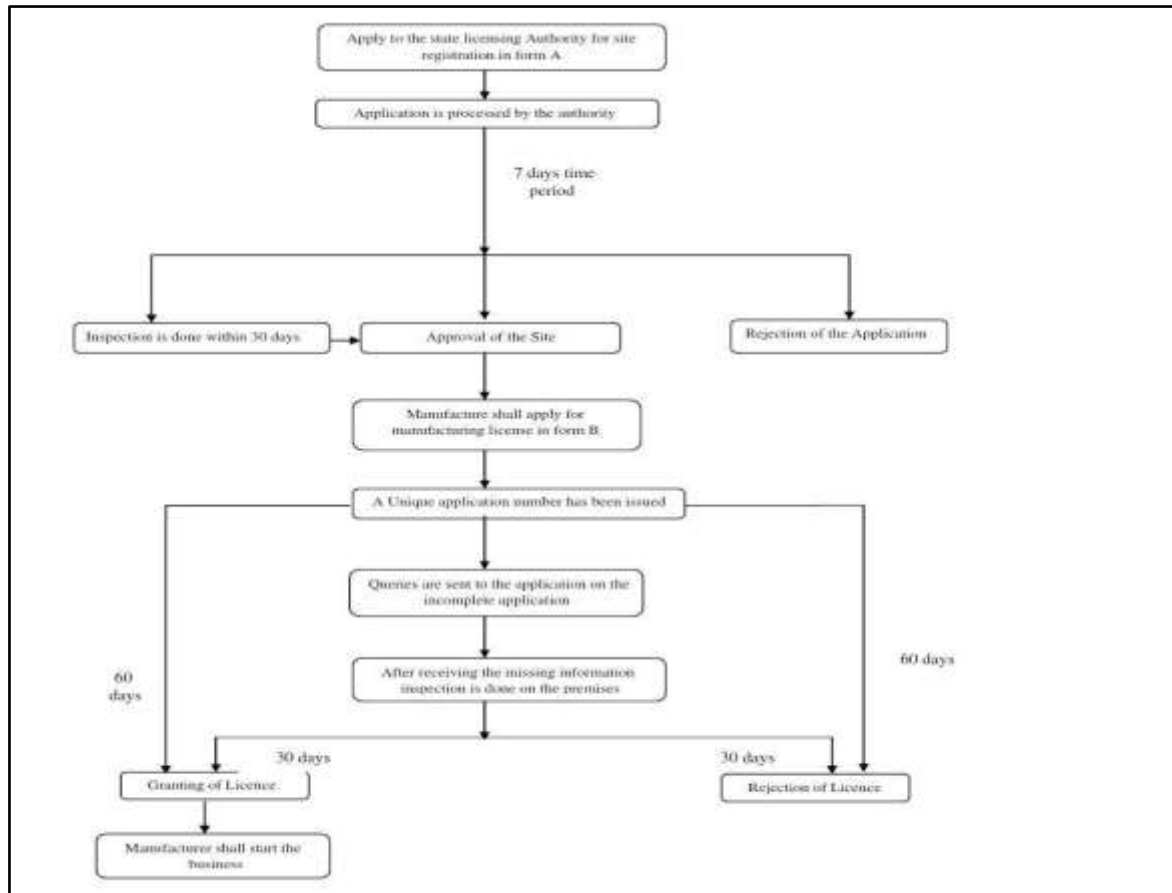 Apply to the state licensing Authority for site
registration in form A
Application is processed by the authority
7 days time
period
Inspection is done within 30 days
Approval of the Site
Rejection of the Application
Manufacture shall apply for
manufacturing license in form B
A Unique application number has been issued
Queries are sent to the application on the
incomplete application
After receiving the missing information
inspection is done on the premises
60
days
60 days
30 days
30 days
Granting of Licence
Rejection of Licence
Manufacturer shall start the
business